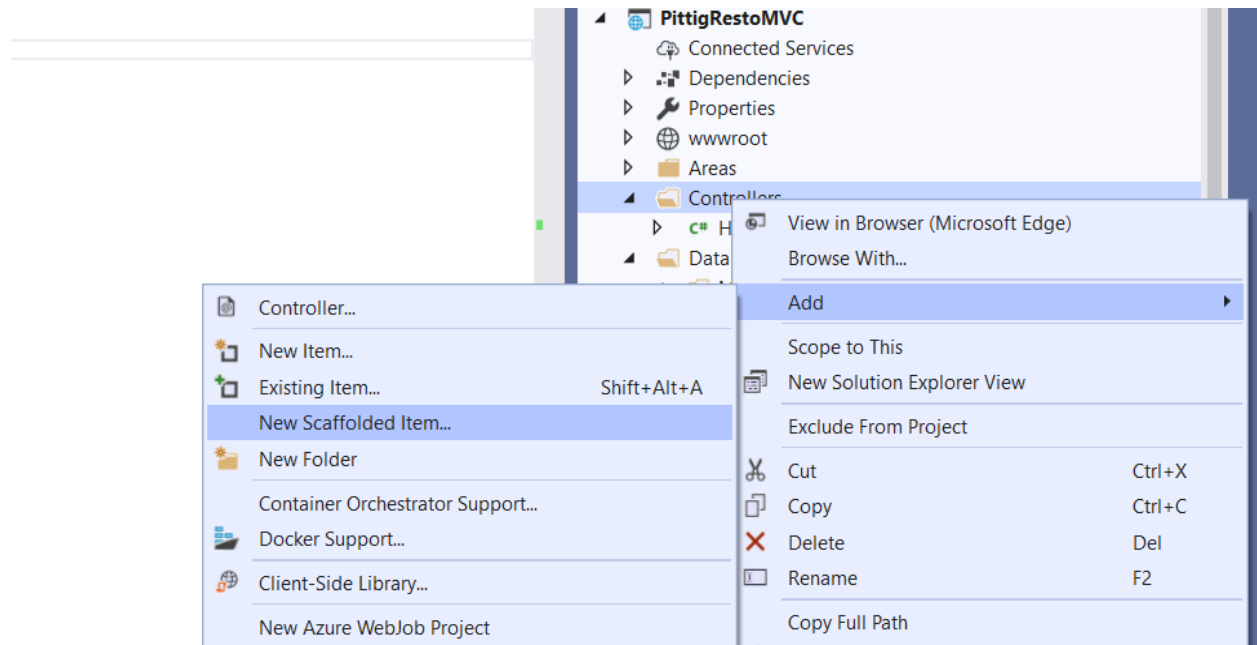 PittigRestoMVC
Connected Services
Dependencies
Properties
wwwroot
Areas
Controllers
C# H
Data
View in Browser (Microsoft Edge)
Browse With...
Add
Scope to This
New Solution Explorer View
Exclude From Project
Cut Ctrl+X
Copy Ctrl+C
Delete Del
Rename F2
Copy Full Path
Controller...
New Item...
Existing Item... Shift+Alt+A
New Scaffolded Item...
New Folder
Container Orchestrator Support...
Docker Support...
Client-Side Library...
New Azure WebJob Project